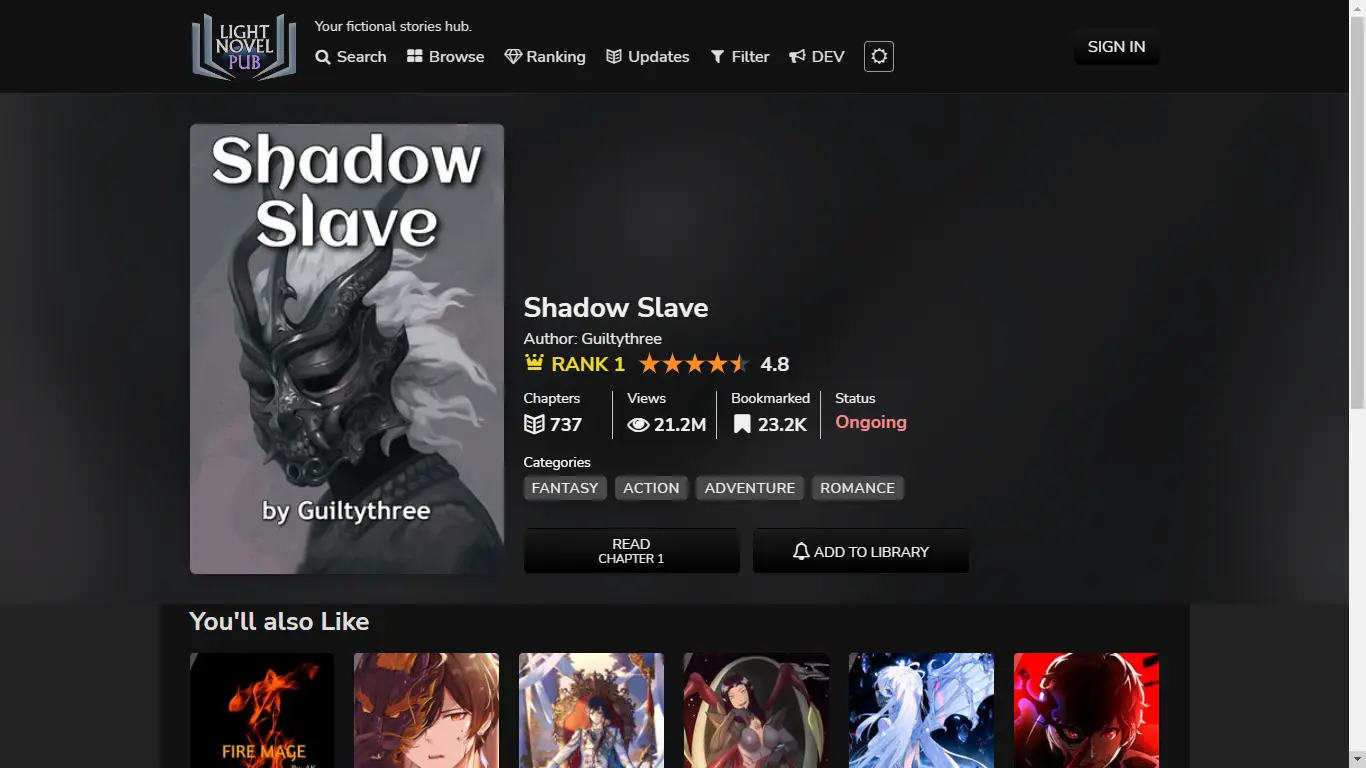 LIGHT
NOVEL
PUB
Your fictional stories hub.
Search Browse Ranking Updates Filter DEV
SIGN IN
Shadow
Slave
by Guiltythree
Shadow Slave
Author: Guiltythree
RANK 1 4.8
Chapters Views Bookmarked Status
737 21.2M 23.2K Ongoing
Categories
FANTASY ACTION ADVENTURE ROMANCE
READ
CHAPTER 1
ADD TO LIBRARY
You'll also Like
FIRE MAGE